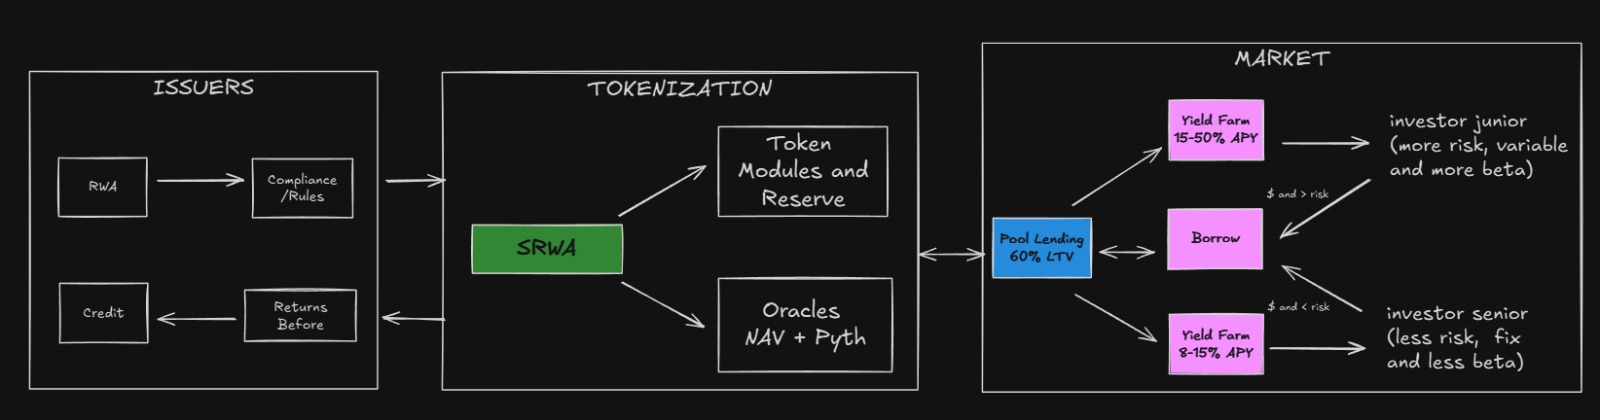 ISSUERS
RWA
Compliance
/Rules
Credit
Returns
Before
TOKENIZATION
SRWA
Token
Modules and
Reserve
Oracles
NAV + Pyth
MARKET
Pool Lending
60% LTV
Yield Farm
15-50% APY
Borrow
Yield Farm
8-15% APY
investor junior
(more risk, variable
and more beta)
$ and > risk
$ and < risk
investor senior
(less risk, fix
and less beta)